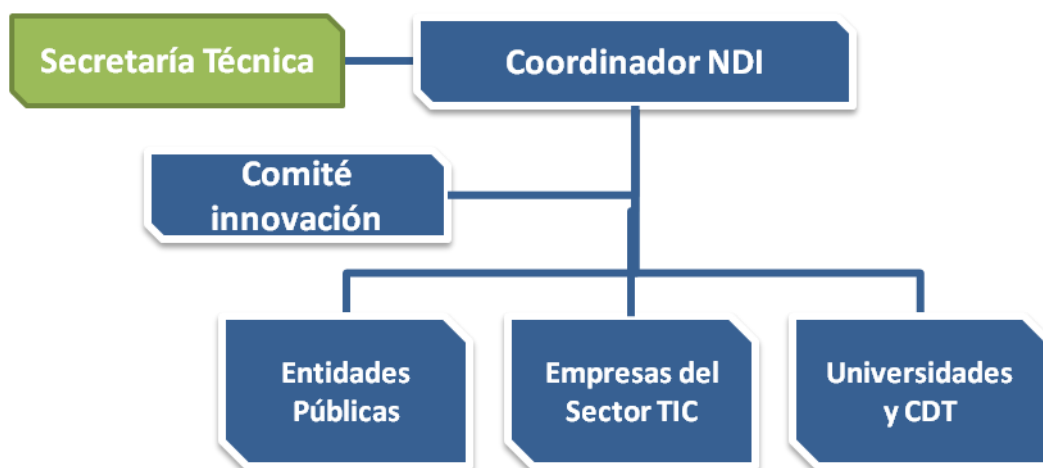 Secretaría Técnica
Coordinador NDI
Comité
innovación
Entidades
Públicas
Empresas del
Sector TIC
Universidades
y CDT